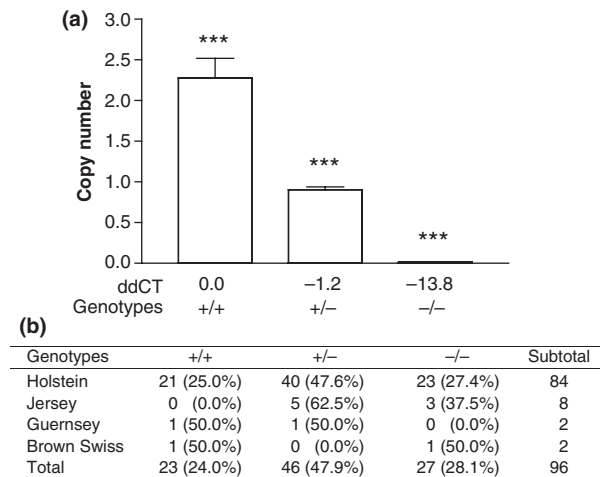 (a)
3.0
2.5
2.0
1.5
1.0
0.5
0.0
Copy number
***
***
***
ddCT 0.0 −1.2 −13.8
Genotypes +/+ +/− −/−
(b)
Genotypes +/+ +/− −/− Subtotal
Holstein 21 (25.0%) 40 (47.6%) 23 (27.4%) 84
Jersey 0 (0.0%) 5 (62.5%) 3 (37.5%) 8
Guernsey 1 (50.0%) 1 (50.0%) 0 (0.0%) 2
Brown Swiss 1 (50.0%) 0 (0.0%) 1 (50.0%) 2
Total 23 (24.0%) 46 (47.9%) 27 (28.1%) 96